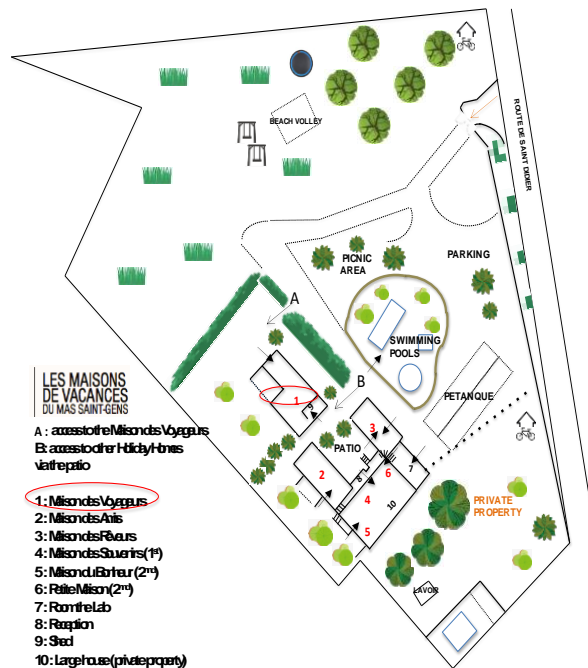 ROUTE DE SAINT DIDIER
BEACH VOLLEY
PICNIC
AREA
PARKING
A
SWIMMING
POOLS
B
PETANQUE
1
9
3
PATIO
2
6
7
8
4
10
5
PRIVATE
PROPERTY
LAVOIR
LES MAISONS
DE VACANCES
DU MAS SAINT-GENS
A : access to the Maison des Voyageurs
B: access to other Holiday Homes
via the patio
1 : Maison des Voyageurs
2 : Maison des Amis
3 : Maison des Rêveurs
4 : Maison des Souvenirs (1st)
5 : Maison du Bonheur (2nd)
6 : Petite Maison (2nd)
7 : Room the Lab
8 : Reception
9 : Shed
10 : Large house (private property)